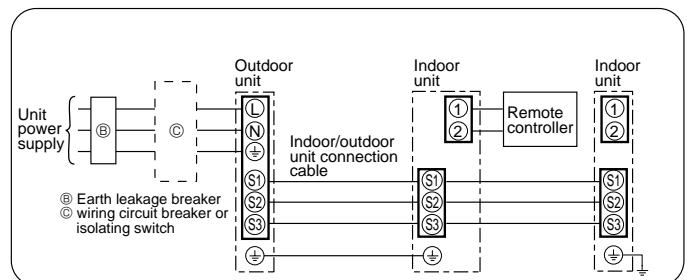 Outdoor
unit
Indoor
unit
Indoor
unit
Unit
power
supply
Ⓑ
Ⓒ
Ⓛ
Ⓝ
①
②
Remote
controller
①
②
Indoor/outdoor
unit connection
cable
S1
S2
S3
S1
S2
S3
S1
S2
S3
Ⓑ Earth leakage breaker
Ⓒ wiring circuit breaker or
isolating switch